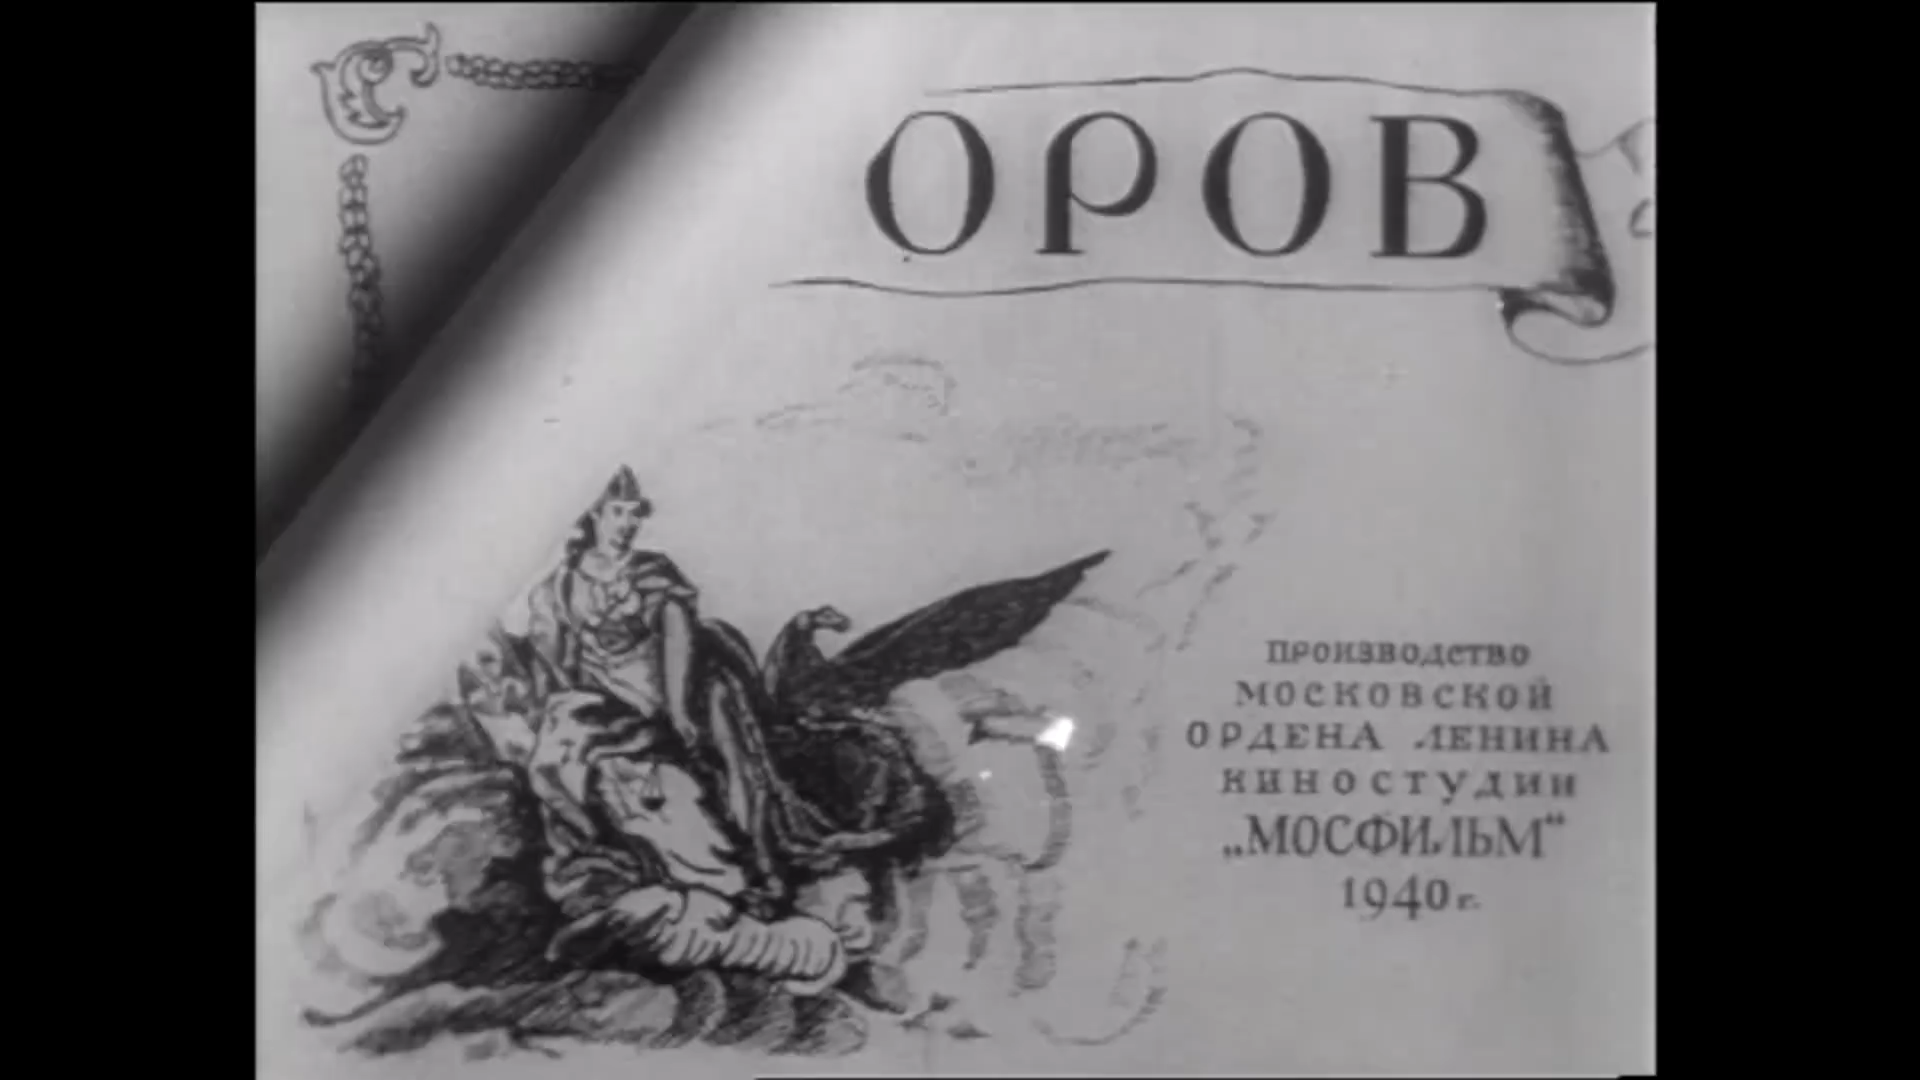 ОРОВ
ПРОИЗВОДСТВО
МОСКОВСКОЙ
ОРДЕНА ЛЕНИНА
КИНОСТУДИИ
„МОСФИЛЬМ“
1940 г.